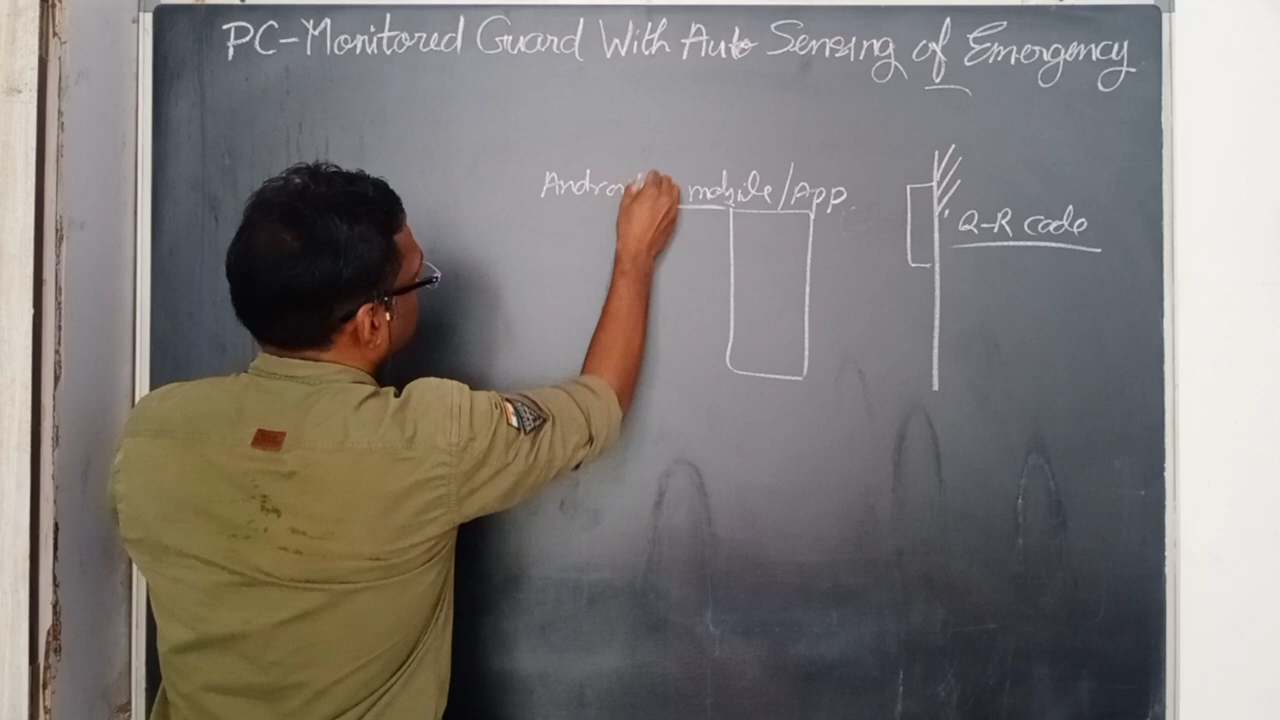 PC-Monitored Guard With Auto Sensing of Emergency
mobile/App.
Q-R code